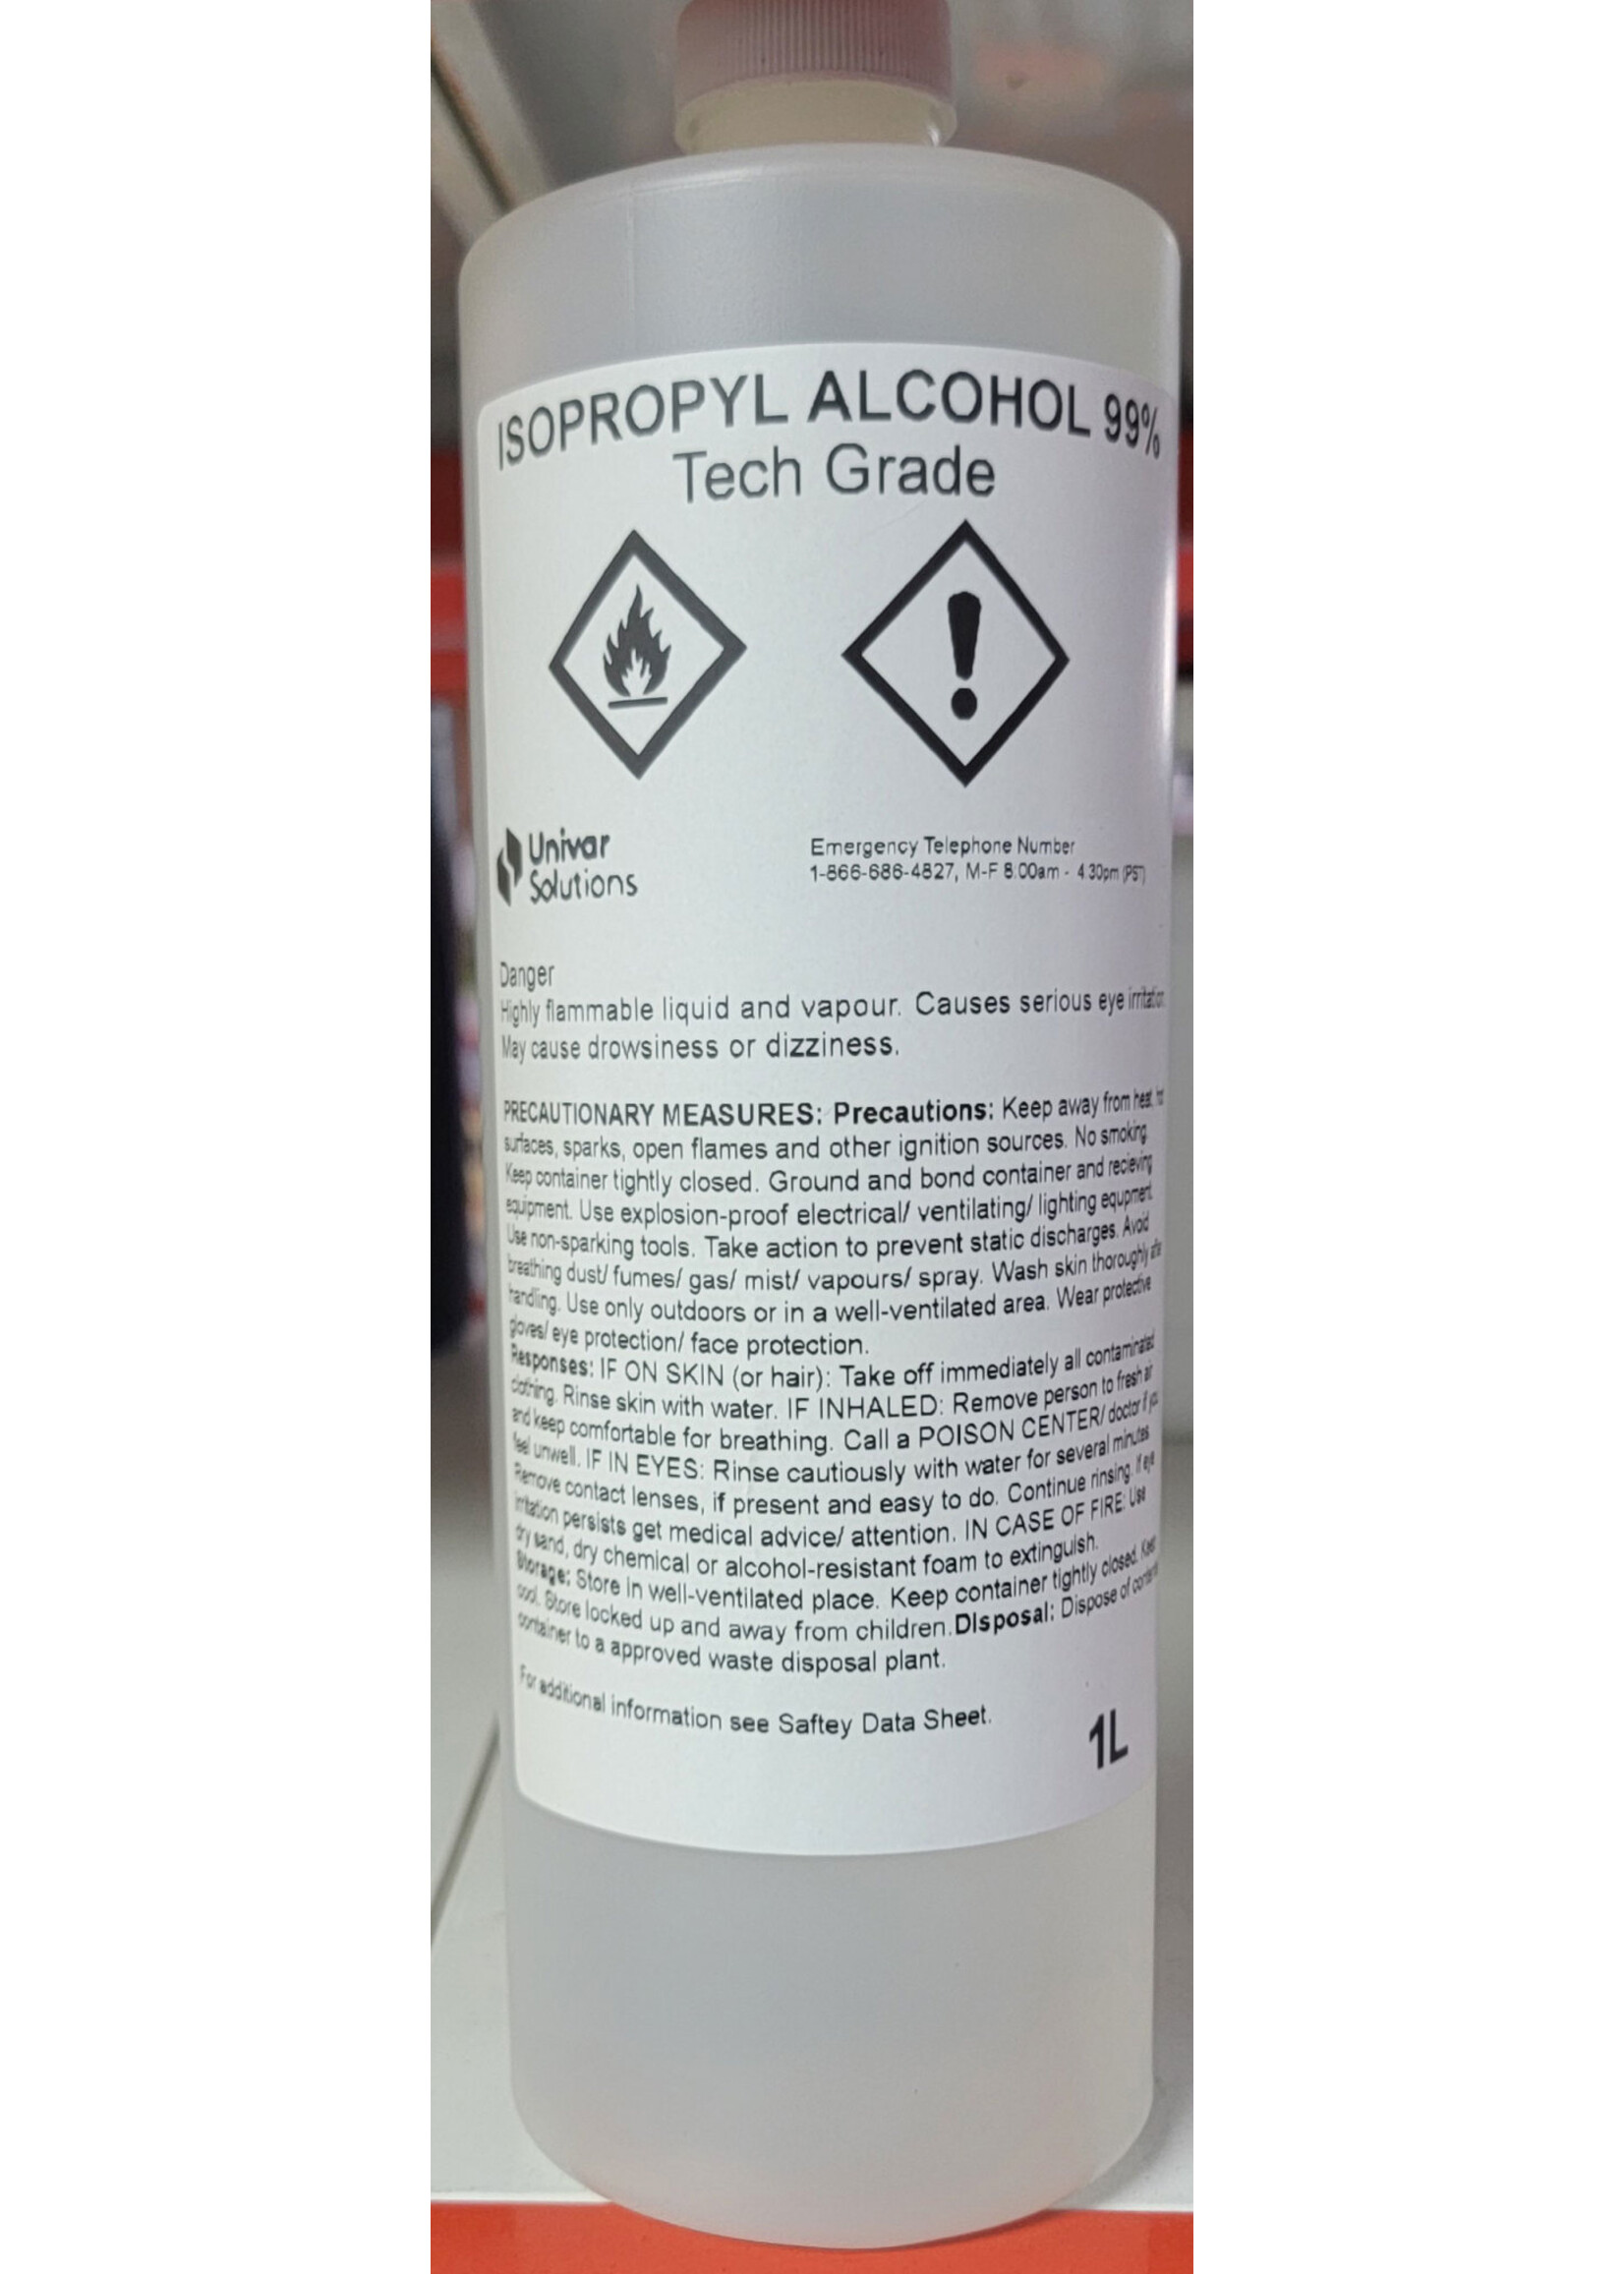 ISOPROPYL ALCOHOL 99%
Tech Grade
Univar
Solutions
Emergency Telephone Number
1-866-686-4827, M-F 8:00am - 4:30pm (PST)
Danger
Highly flammable liquid and vapour. Causes serious eye irritation
May cause drowsiness or dizziness.
PRECAUTIONARY MEASURES: Precautions: Keep away from heat, hot
surfaces, sparks, open flames and other ignition sources. No smoking
Keep container tightly closed. Ground and bond container and recieving
equipment. Use explosion-proof electrical/ ventilating/ lighting equpment.
Use non-sparking tools. Take action to prevent static discharges. Avoid
breathing dust/ fumes/ gas/ mist/ vapours/ spray. Wash skin thoroughly after
handling. Use only outdoors or in a well-ventilated area. Wear protective
gloves/ eye protection/ face protection.
Responses: IF ON SKIN (or hair): Take off immediately all contaminated
clothing. Rinse skin with water. IF INHALED: Remove person to fresh air
and keep comfortable for breathing. Call a POISON CENTER/ doctor if you
feel unwell. IF IN EYES: Rinse cautiously with water for several minutes.
Remove contact lenses, if present and easy to do. Continue rinsing. If eye
irritation persists get medical advice/ attention. IN CASE OF FIRE: Use
dry sand, dry chemical or alcohol-resistant foam to extinguish.
Storage: Store in well-ventilated place. Keep container tightly closed. Keep
cool. Store locked up and away from children. Disposal: Dispose of contents
container to a approved waste disposal plant.
For additional information see Saftey Data Sheet.
1L